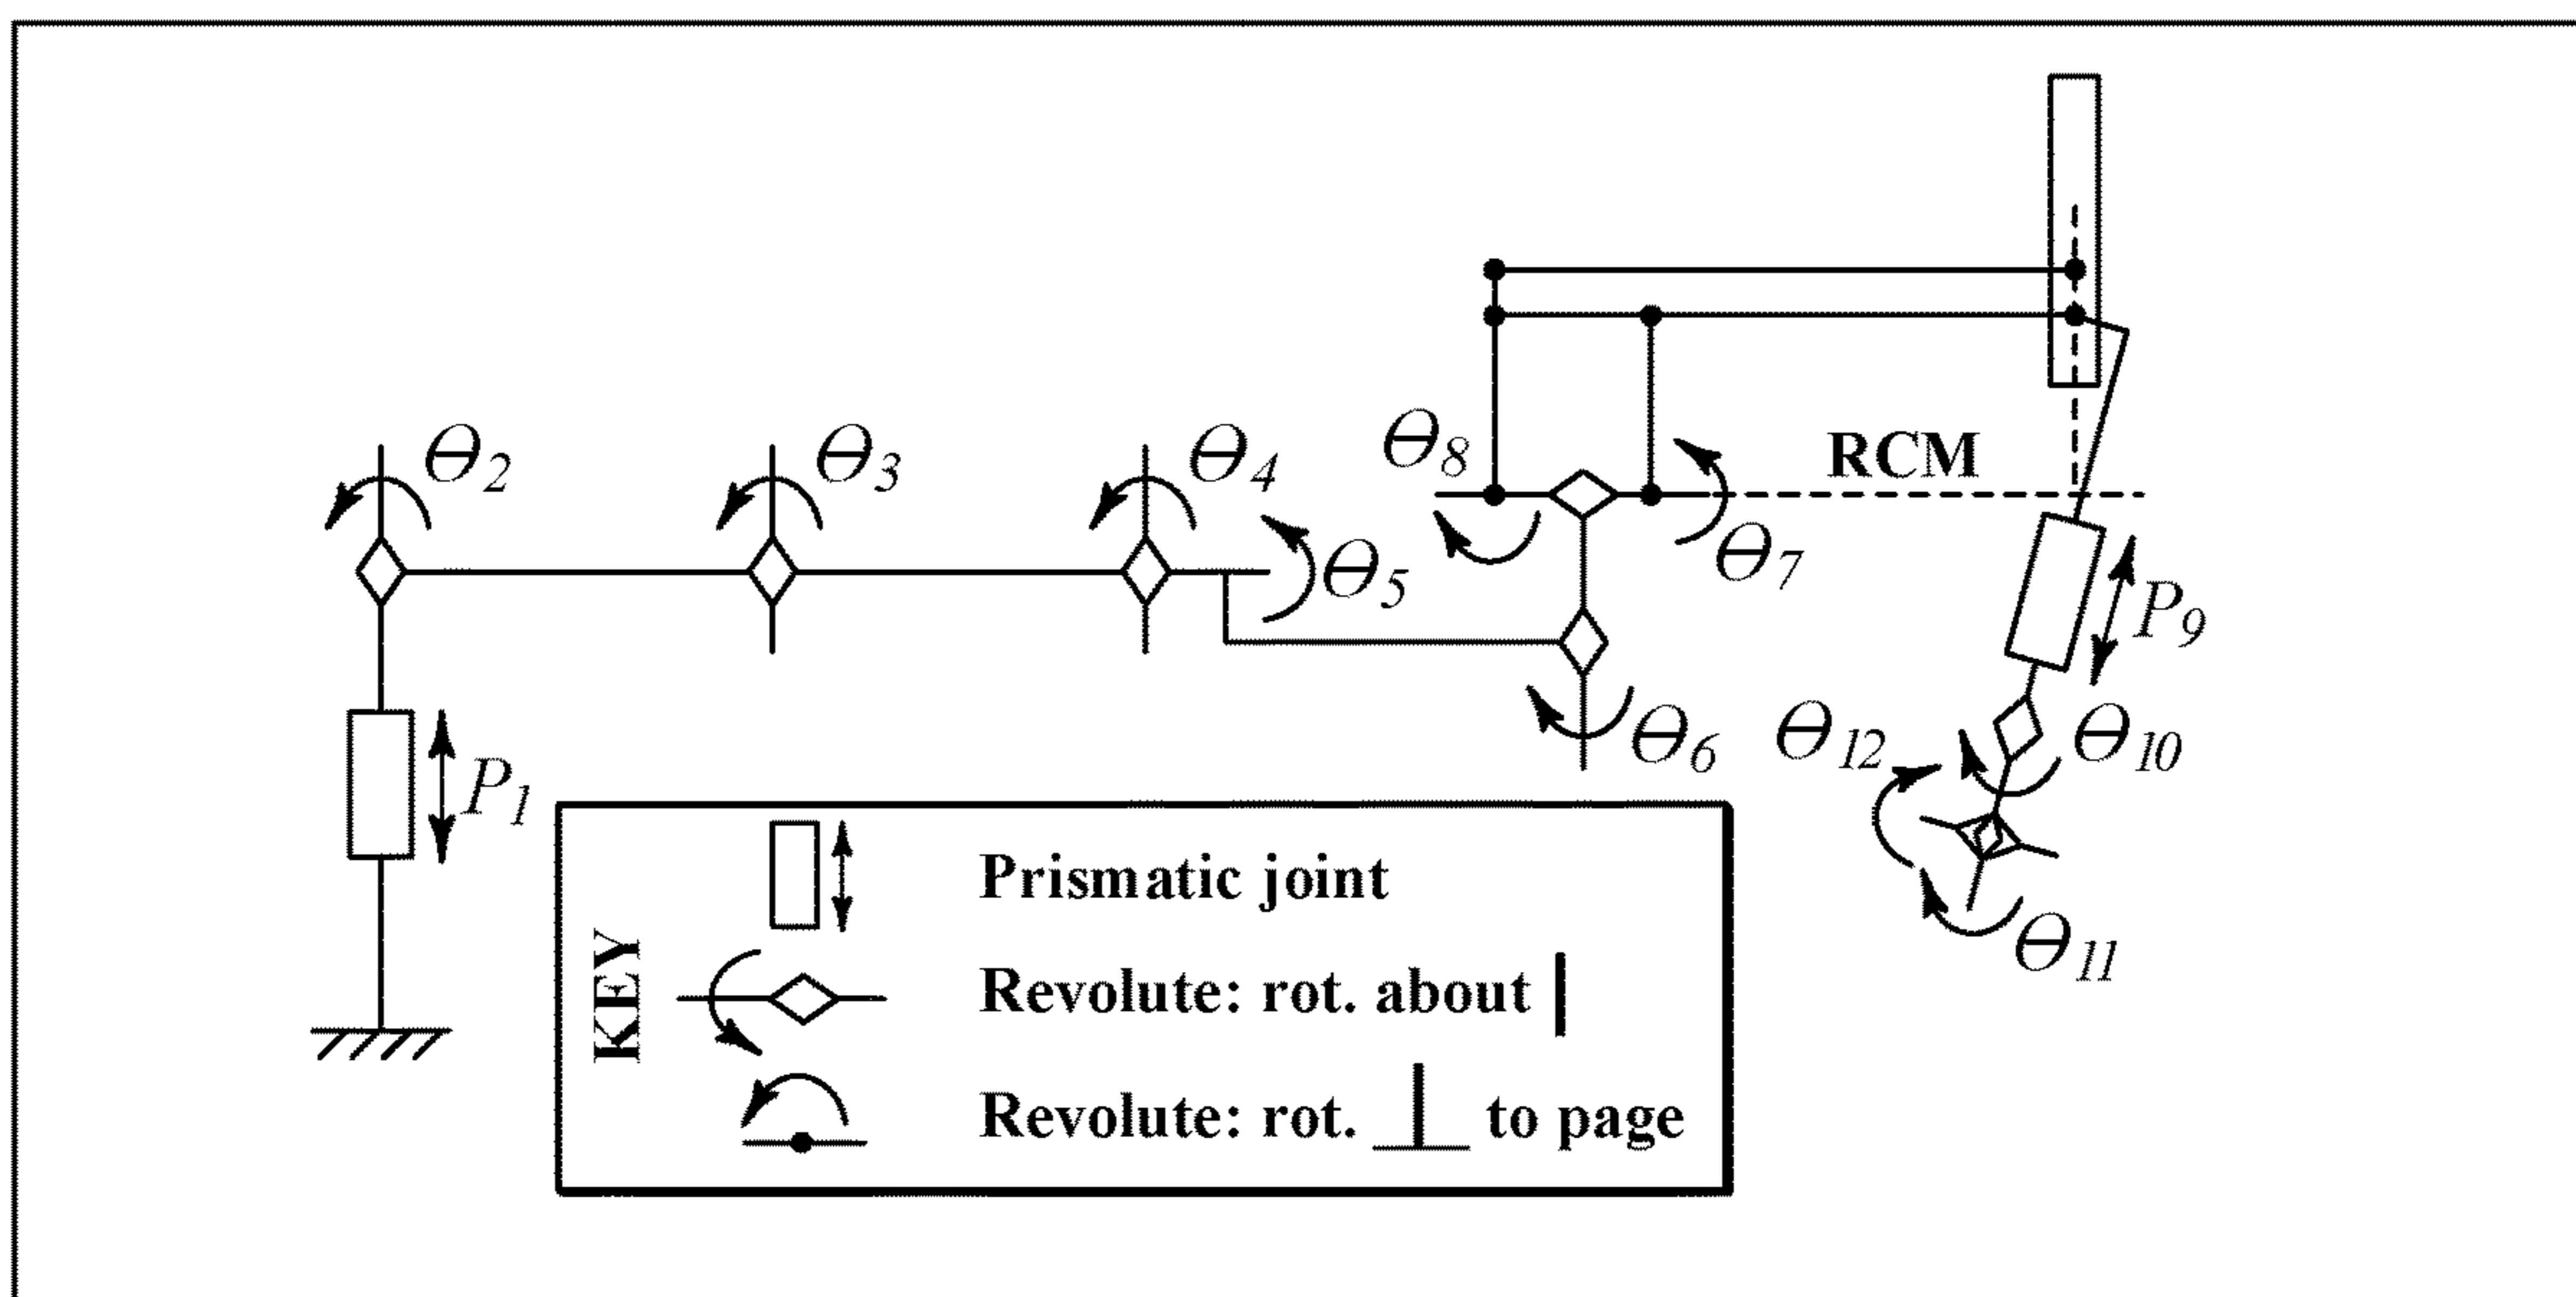 Θ2
Θ3
Θ4
Θ5
Θ8
RCM
Θ7
P9
Θ6
Θ12
Θ10
Θ11
P1
KEY
Prismatic joint
Revolute: rot. about |
Revolute: rot. ⊥ to page